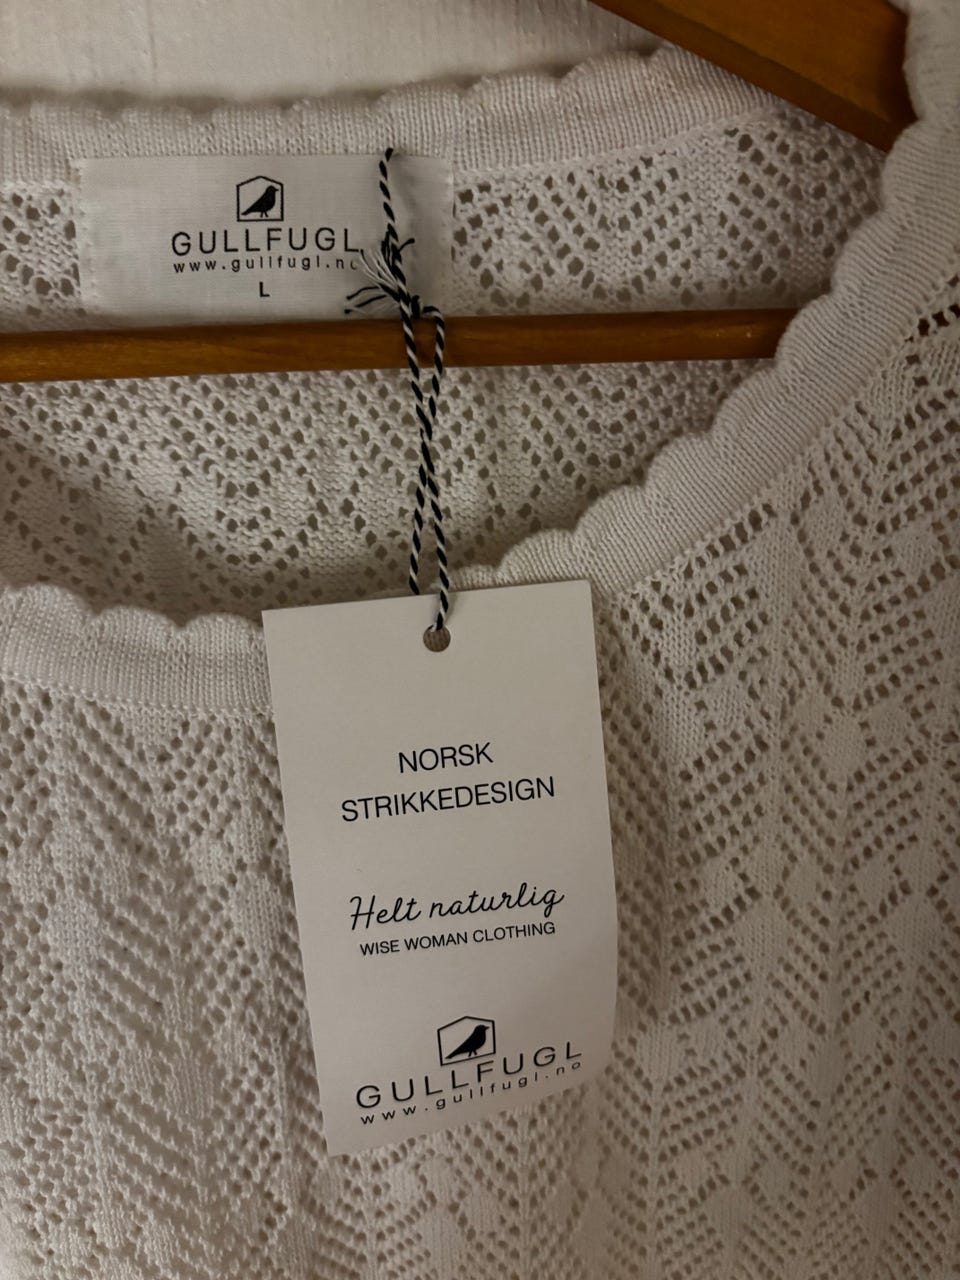 GULLFUGL
www.gullfugl.no
L
NORSK
STRIKKEDESIGN
Helt naturlig
WISE WOMAN CLOTHING
GULLFUGL
www.gullfugl.no